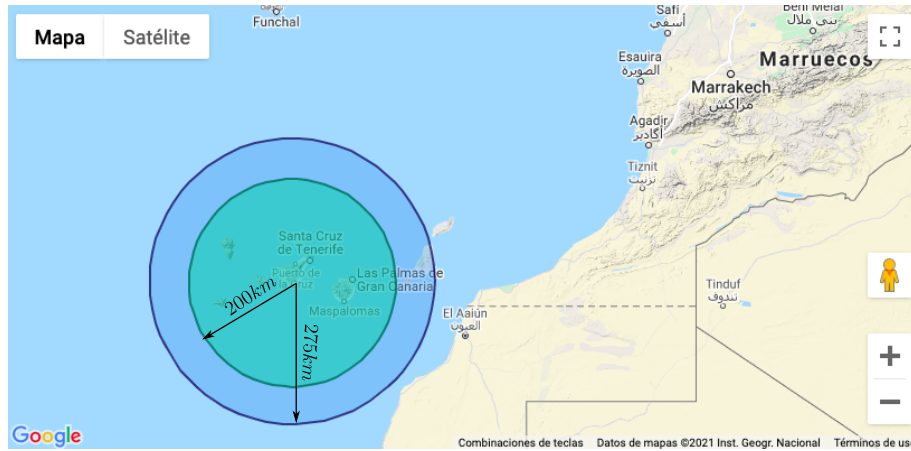 Mapa
Satélite
Funchal
Safi
آسفي
Beni Mellal
بني ملال
Esauira
الصويرة
Marruecos
Marrakech
مراكش
Agadir
أكادير
Tiznit
تزنيت
Santa Cruz
de Tenerife
Puerto de
la Cruz
Las Palmas de
Gran Canaria
Maspalomas
200km
275km
El Aaiún
العيون
Tinduf
تندوف
Google
Combinaciones de teclas
Datos de mapas ©2021 Inst. Geogr. Nacional
Términos de uso